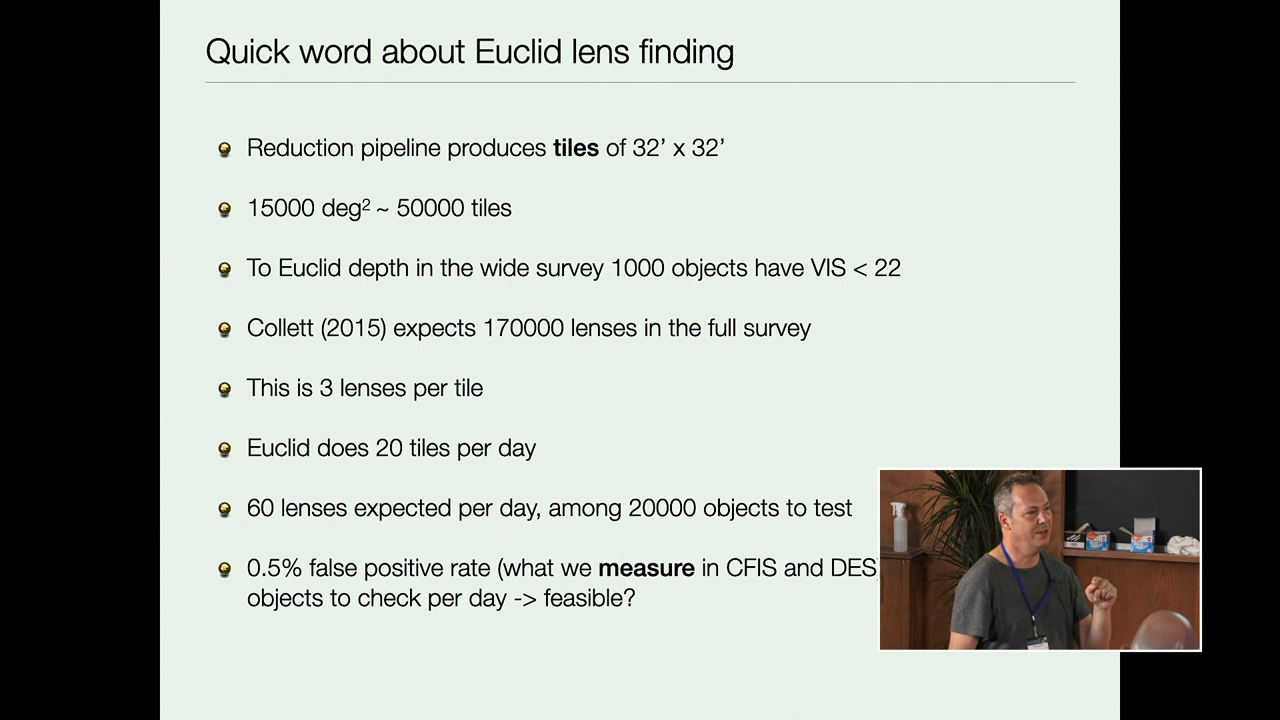 Quick word about Euclid lens finding
Reduction pipeline produces tiles of 32’ x 32’
15000 deg² ~ 50000 tiles
To Euclid depth in the wide survey 1000 objects have VIS < 22
Collett (2015) expects 170000 lenses in the full survey
This is 3 lenses per tile
Euclid does 20 tiles per day
60 lenses expected per day, among 20000 objects to test
0.5% false positive rate (what we measure in CFIS and DES)
objects to check per day -> feasible?